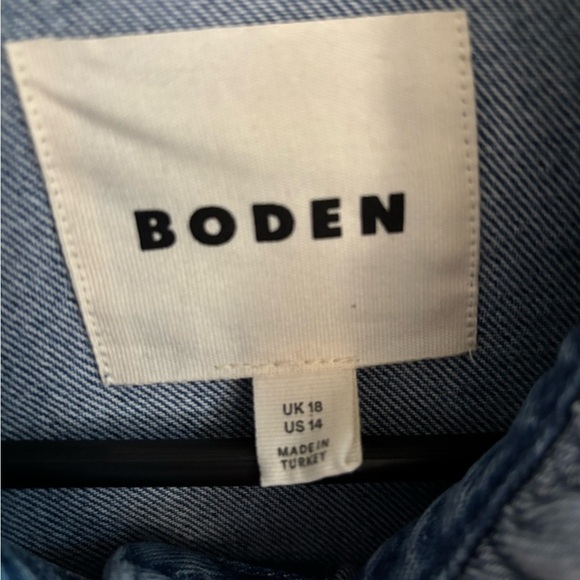 BODEN
UK 18
US 14
MADE IN
TURKEY